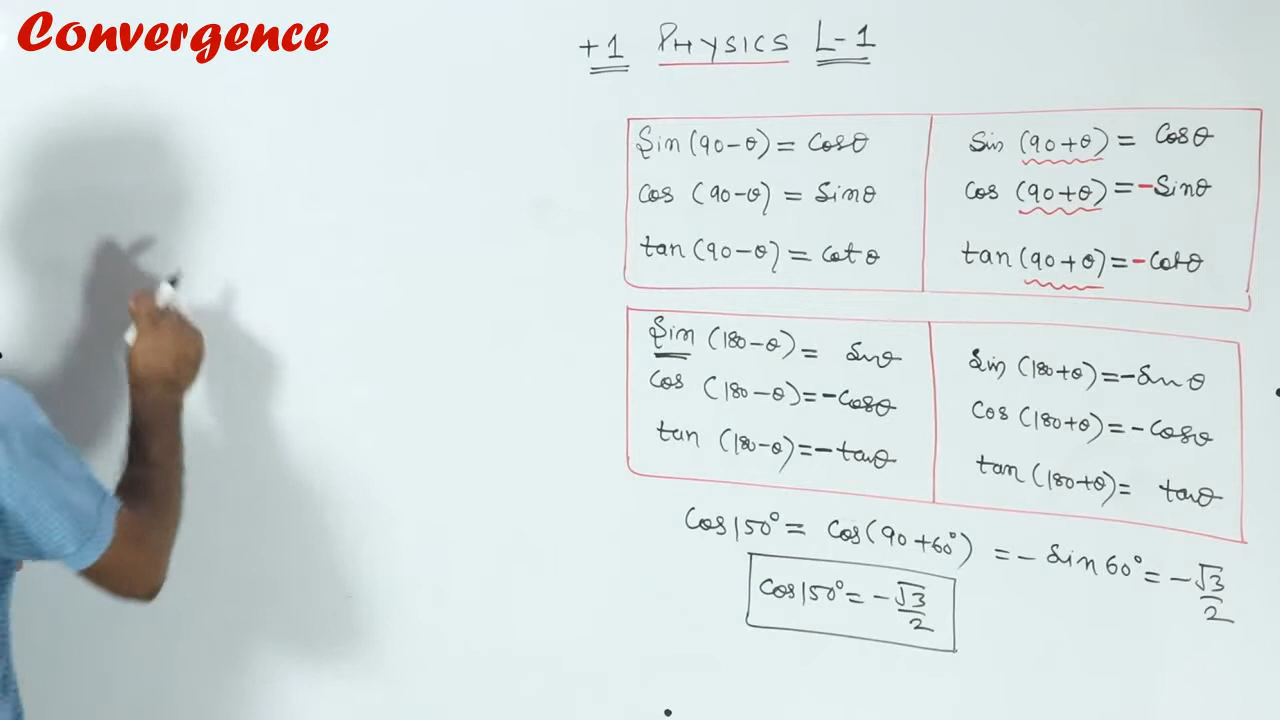 Convergence
+1 PHYSICS L-1
Sin(90-θ) = Cosθ
cos (90-θ) = Sinθ
tan(90-θ) = cotθ
Sin (90+θ) = Cosθ
cos (90+θ) = -Sinθ
tan (90+θ) = -cotθ
Sin (180-θ) = Sinθ
cos (180-θ) = -cosθ
tan (180-θ) = -tanθ
Sin (180+θ) = -Sinθ
cos (180+θ) = -cosθ
tan (180+θ) = tanθ
Cos150° = Cos(90+60°) = - Sin60° = -√3/2
Cos150° = -√3/2